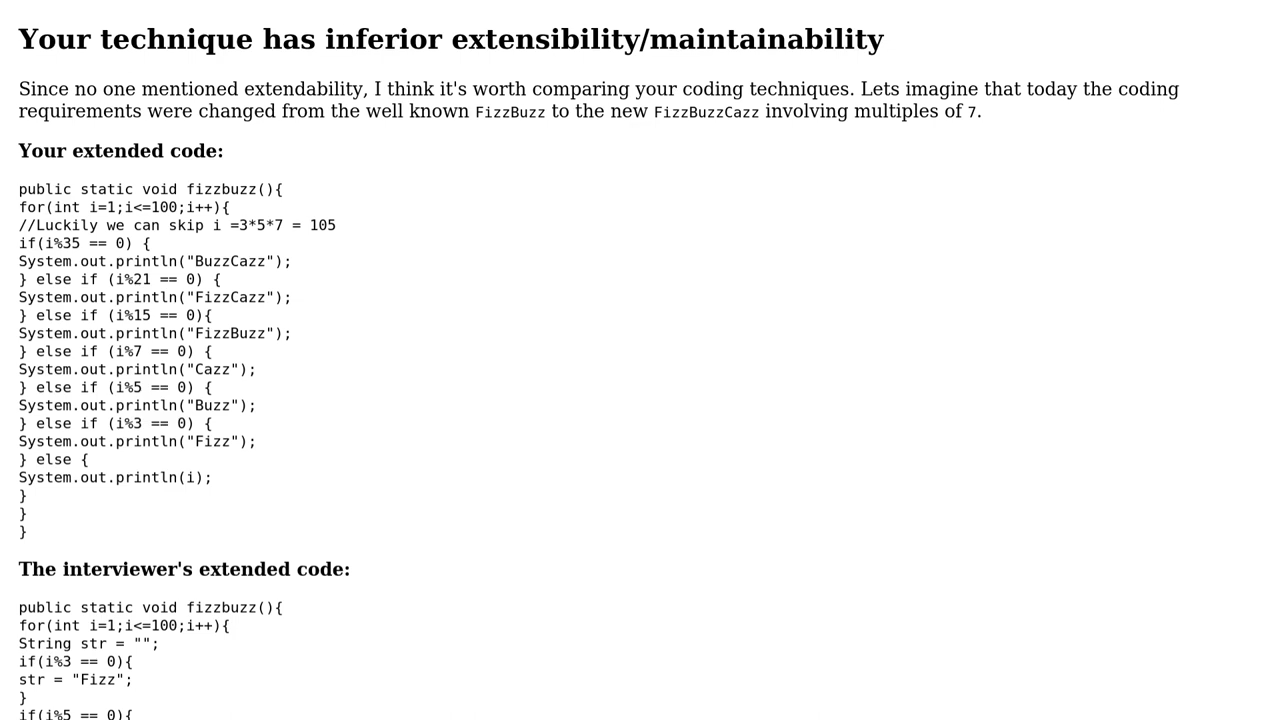 Your technique has inferior extensibility/maintainability
Since no one mentioned extendability, I think it's worth comparing your coding techniques. Lets imagine that today the coding
requirements were changed from the well known FizzBuzz to the new FizzBuzzCazz involving multiples of 7.
Your extended code:
public static void fizzbuzz(){
for(int i=1;i<=100;i++){
//Luckily we can skip i =3*5*7 = 105
if(i%35 == 0) {
System.out.println("BuzzCazz");
} else if (i%21 == 0) {
System.out.println("FizzCazz");
} else if (i%15 == 0){
System.out.println("FizzBuzz");
} else if (i%7 == 0) {
System.out.println("Cazz");
} else if (i%5 == 0) {
System.out.println("Buzz");
} else if (i%3 == 0) {
System.out.println("Fizz");
} else {
System.out.println(i);
}
}
}
The interviewer's extended code:
public static void fizzbuzz(){
for(int i=1;i<=100;i++){
String str = "";
if(i%3 == 0){
str = "Fizz";
}
if(i%5 == 0){